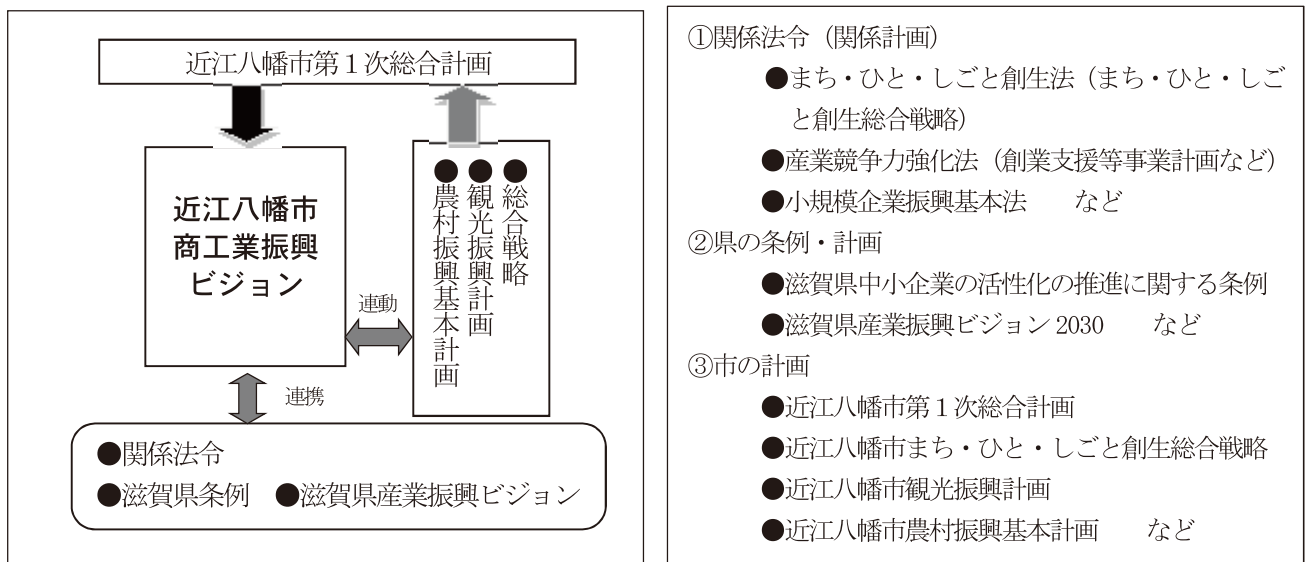 近江八幡市第1次総合計画
近江八幡市
商工業振興
ビジョン
●総合戦略
●観光振興計画
●農村振興基本計画
連動
連携
●関係法令
●滋賀県条例 ●滋賀県産業振興ビジョン
①関係法令（関係計画）
●まち・ひと・しごと創生法（まち・ひと・しご
と創生総合戦略）
●産業競争力強化法（創業支援等事業計画など）
●小規模企業振興基本法 など
②県の条例・計画
●滋賀県中小企業の活性化の推進に関する条例
●滋賀県産業振興ビジョン 2030 など
③市の計画
●近江八幡市第1次総合計画
●近江八幡市まち・ひと・しごと創生総合戦略
●近江八幡市観光振興計画
●近江八幡市農村振興基本計画 など